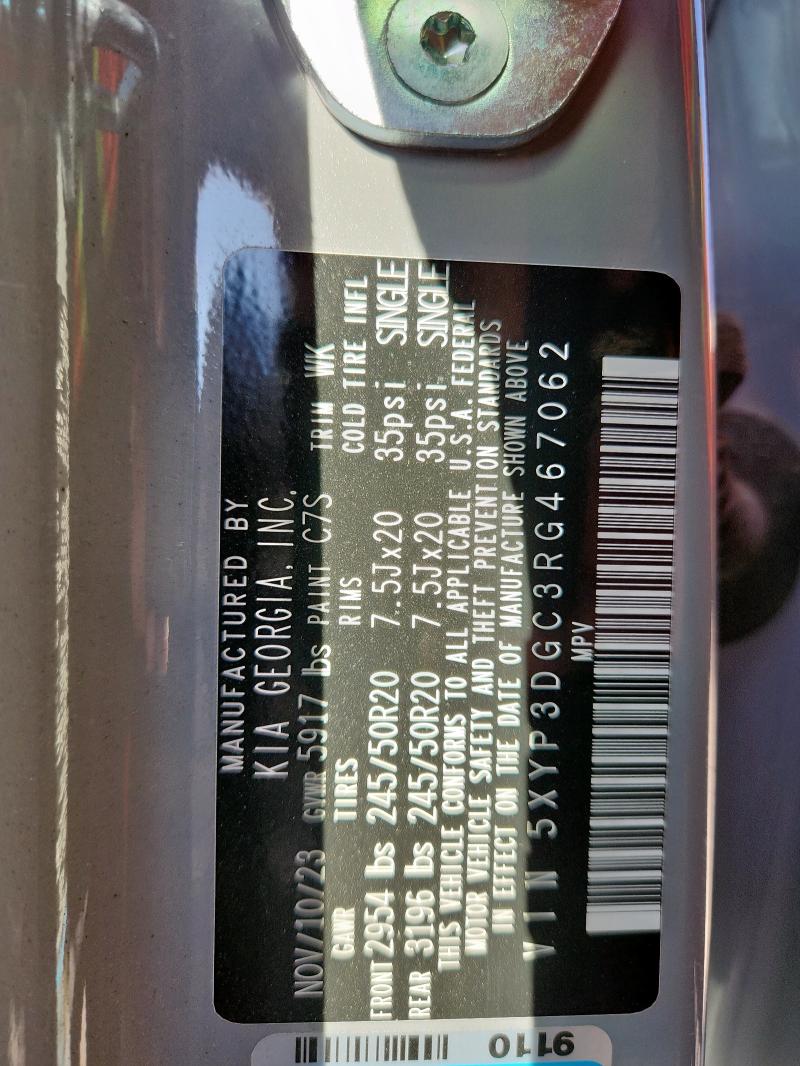 MANUFACTURED BY
KIA GEORGIA, INC.
NOV/10/23 GVWR 5917 lbs PAINT C7S TRIM WK
GAWR TIRES RIMS COLD TIRE INFL
FRONT 2954 lbs 245/50R20 7.5Jx20 35psi SINGLE
REAR 3196 lbs 245/50R20 7.5Jx20 35psi SINGLE
THIS VEHICLE CONFORMS TO ALL APPLICABLE U.S.A. FEDERAL
MOTOR VEHICLE SAFETY AND THEFT PREVENTION STANDARDS
IN EFFECT ON THE DATE OF MANUFACTURE SHOWN ABOVE
VIN 5XYP3DGC3RG467062
MPV
9110